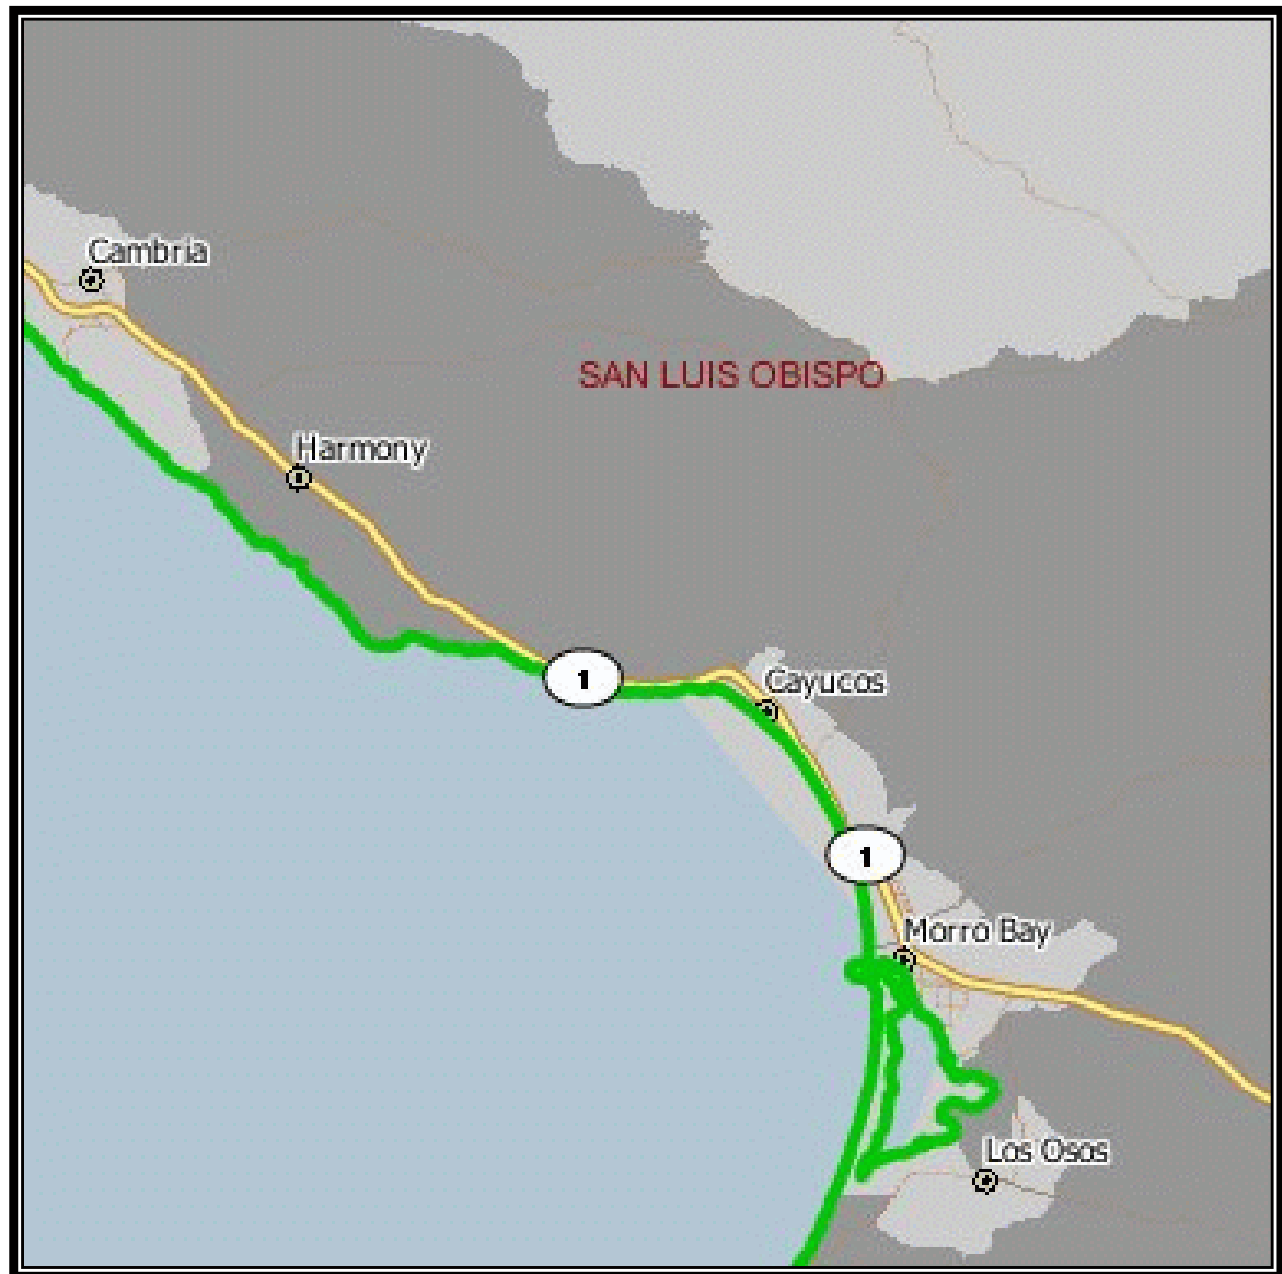 Cambria
SAN LUIS OBISPO
Harmony
1
Cayucos
1
Morro Bay
Los Osos